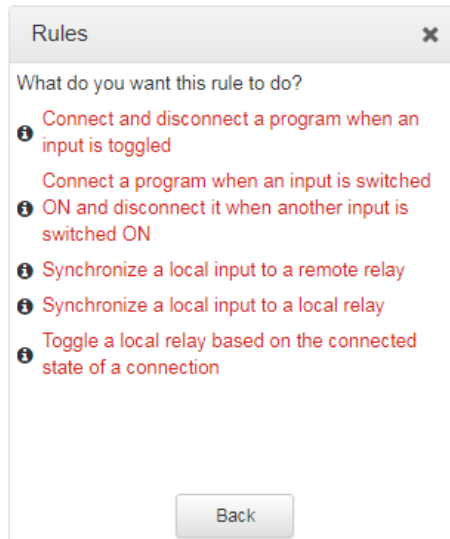 Rules
What do you want this rule to do?
Connect and disconnect a program when an
input is toggled
Connect a program when an input is switched
ON and disconnect it when another input is
switched ON
Synchronize a local input to a remote relay
Synchronize a local input to a local relay
Toggle a local relay based on the connected
state of a connection
Back